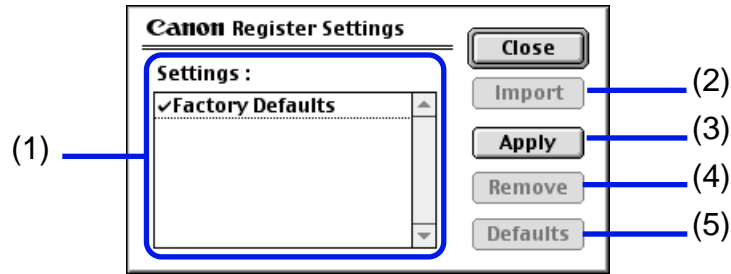 Canon Register Settings
Close
Settings :
Import
(2)
✓Factory Defaults
Apply
(3)
(1)
Remove
(4)
Defaults
(5)